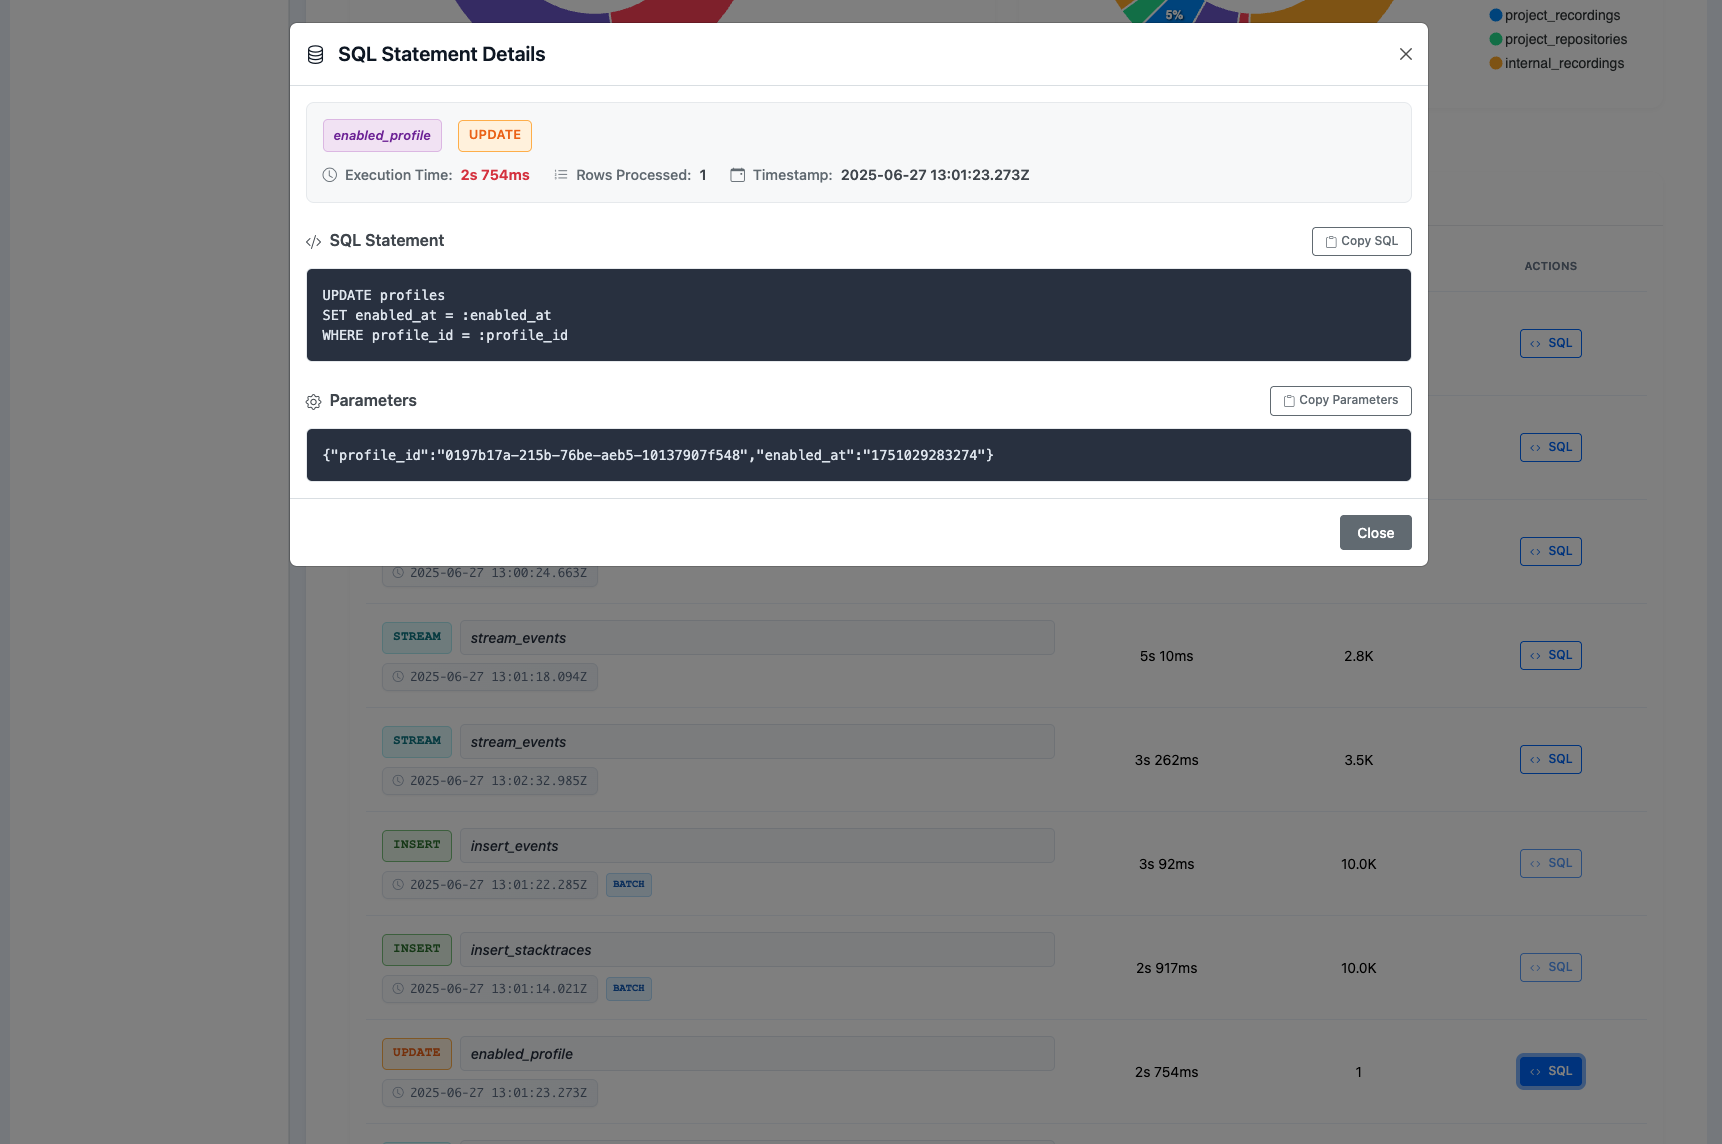 5%
project_recordings
project_repositories
internal_recordings
SQL Statement Details
enabled_profile UPDATE
Execution Time: 2s 754ms Rows Processed: 1 Timestamp: 2025-06-27 13:01:23.273Z
SQL Statement Copy SQL
UPDATE profiles
SET enabled_at = :enabled_at
WHERE profile_id = :profile_id
Parameters Copy Parameters
{"profile_id":"0197b17a-215b-76be-aeb5-10137907f548","enabled_at":"1751029283274"}
Close
ACTIONS
SQL
SQL
SQL
2025-06-27 13:00:24.663Z
STREAM stream_events 5s 10ms 2.8K SQL
2025-06-27 13:01:18.094Z
STREAM stream_events 3s 262ms 3.5K SQL
2025-06-27 13:02:32.985Z
INSERT insert_events 3s 92ms 10.0K SQL
2025-06-27 13:01:22.285Z BATCH
INSERT insert_stacktraces 2s 917ms 10.0K SQL
2025-06-27 13:01:14.021Z BATCH
UPDATE enabled_profile 2s 754ms 1 SQL
2025-06-27 13:01:23.273Z